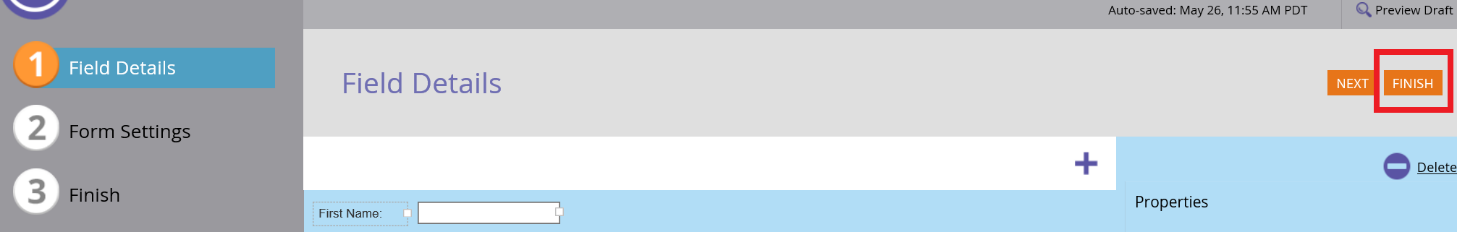 Auto-saved: May 26, 11:55 AM PDT
Preview Draft
1 Field Details
2 Form Settings
3 Finish
Field Details
NEXT
FINISH
Delete
First Name:
Properties